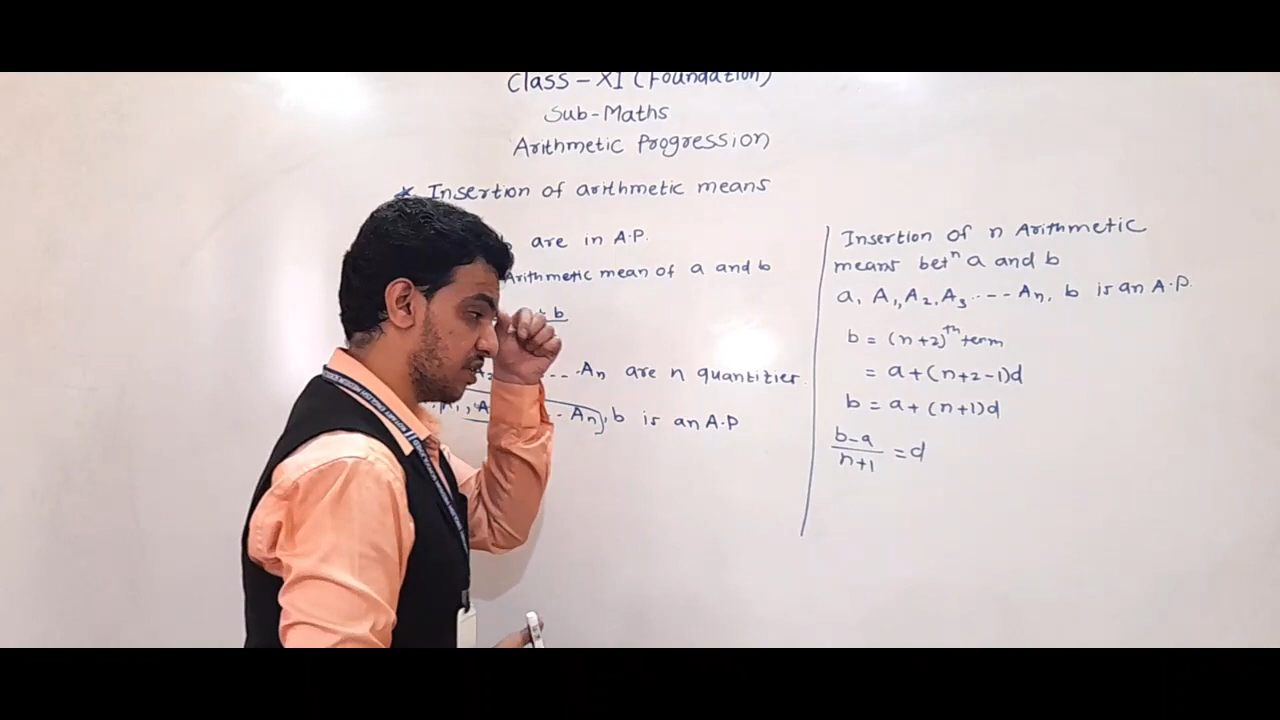 Class – XI (Foundation)
Sub-Maths
Arithmetic Progression
* Insertion of arithmetic means
are in A.P.
Arithmetic mean of a and b
b
.... An are n quantities
A1, A An, b is an A.P
Insertion of n Arithmetic
means betⁿ a and b
a, A1, A2, A3 ..... An, b is an A.P.
b = (n+2)th term
= a+(n+2-1)d
b = a+(n+1)d
b-a
n+1 = d